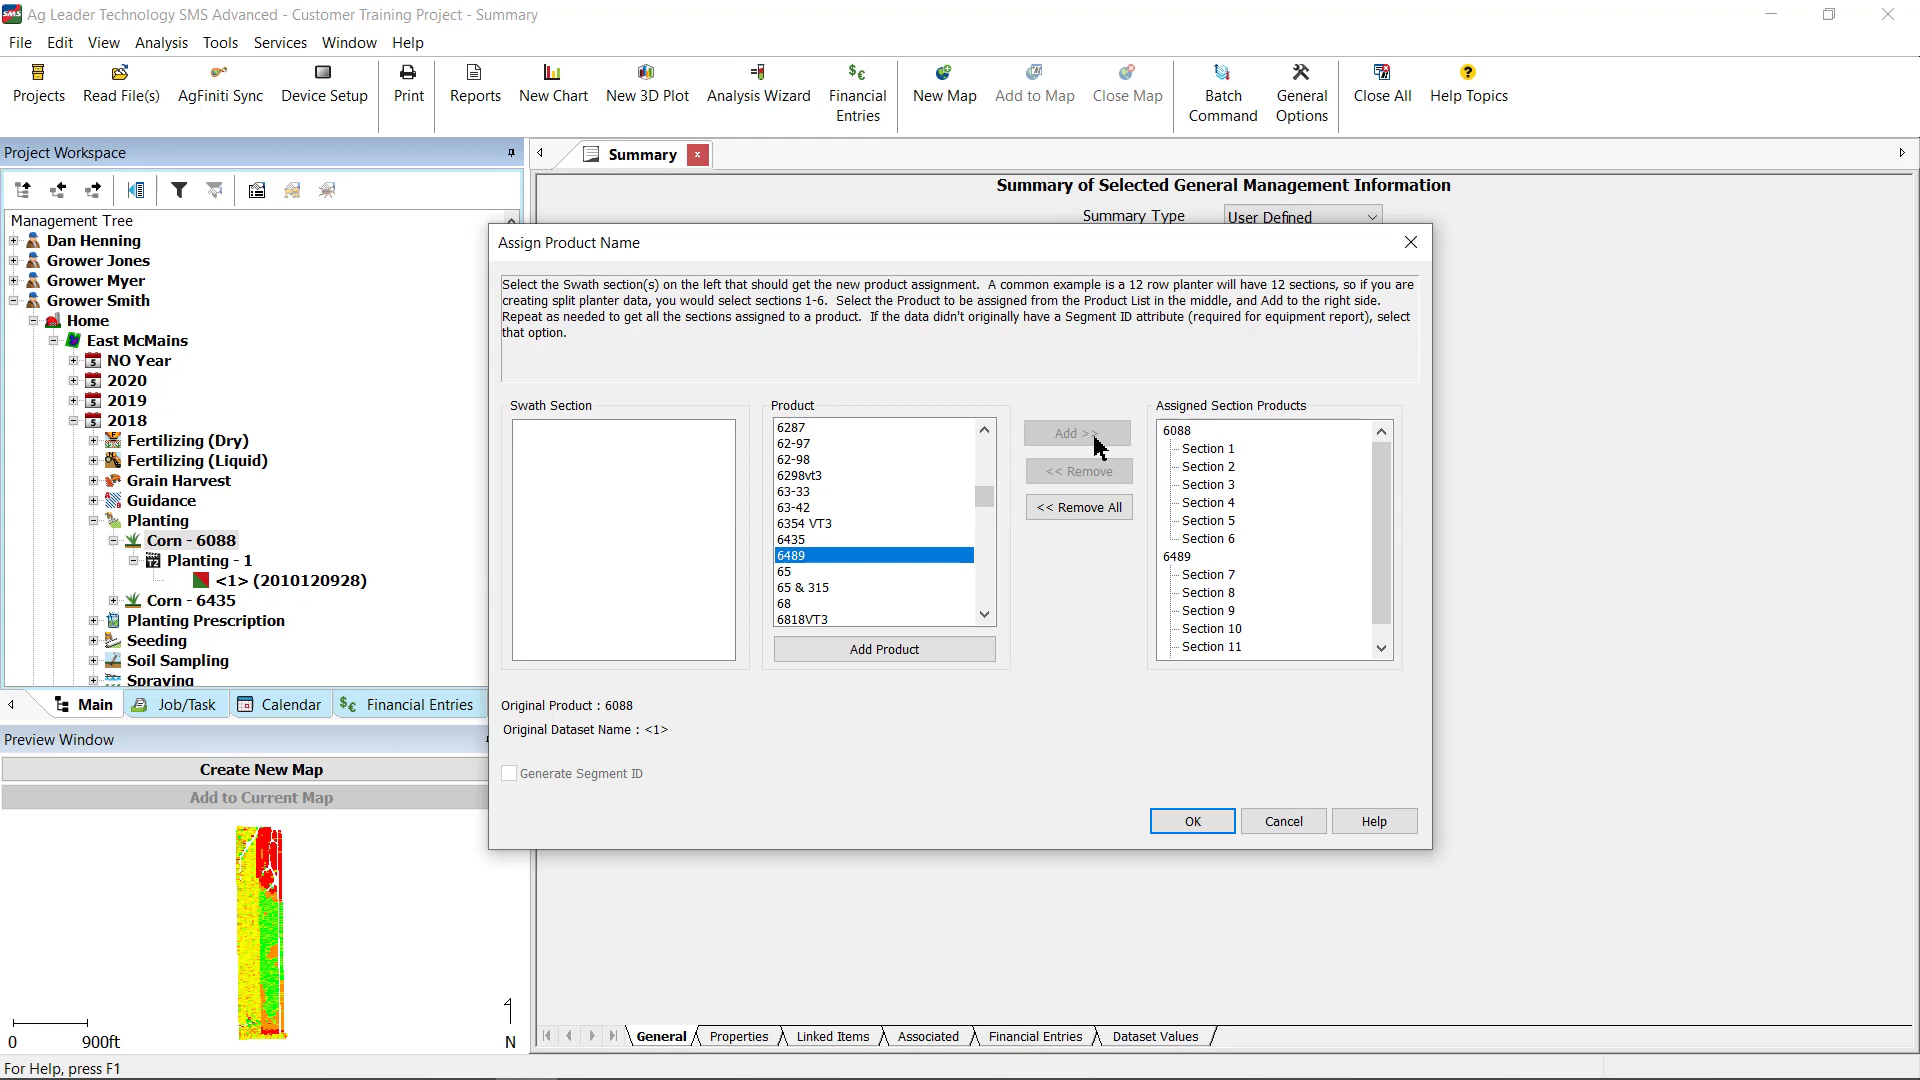 Ag Leader Technology SMS Advanced - Customer Training Project - Summary
File Edit View Analysis Tools Services Window Help
Projects Read File(s) AgFiniti Sync Device Setup Print Reports New Chart New 3D Plot Analysis Wizard Financial Entries New Map Add to Map Close Map Batch Command General Options Close All Help Topics
Project Workspace
Summary
Summary of Selected General Management Information
Summary Type User Defined
Management Tree
Dan Henning
Grower Jones
Grower Myer
Grower Smith
Home
East McMains
NO Year
2020
2019
2018
Fertilizing (Dry)
Fertilizing (Liquid)
Grain Harvest
Guidance
Planting
Corn - 6088
Planting - 1
<1> (2010120928)
Corn - 6435
Planting Prescription
Seeding
Soil Sampling
Spraying
Main Job/Task Calendar Financial Entries
Preview Window
Create New Map
Add to Current Map
0 900ft N
Assign Product Name
Select the Swath section(s) on the left that should get the new product assignment. A common example is a 12 row planter will have 12 sections, so if you are
creating split planter data, you would select sections 1-6. Select the Product to be assigned from the Product List in the middle, and Add to the right side.
Repeat as needed to get all the sections assigned to a product. If the data didn't originally have a Segment ID attribute (required for equipment report), select
that option.
Swath Section
Product
6287
62-97
62-98
6298vt3
63-33
63-42
6354 VT3
6435
6489
65
65 & 315
68
6818VT3
Add Product
Add >>
<< Remove
<< Remove All
Assigned Section Products
6088
Section 1
Section 2
Section 3
Section 4
Section 5
Section 6
6489
Section 7
Section 8
Section 9
Section 10
Section 11
Original Product : 6088
Original Dataset Name : <1>
Generate Segment ID
OK Cancel Help
General Properties Linked Items Associated Financial Entries Dataset Values
For Help, press F1